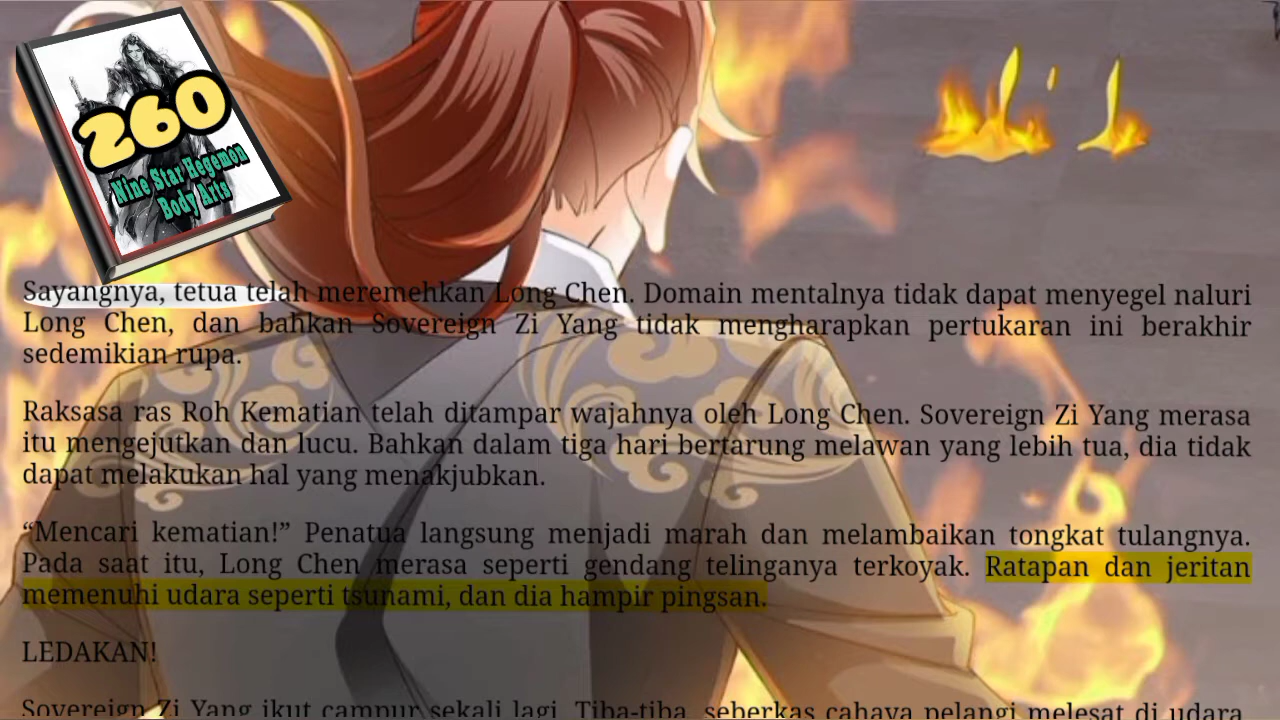 260
Nine Star Hegemon
Body Arts
Sayangnya, tetua telah meremehkan Long Chen. Domain mentalnya tidak dapat menyegel naluri
Long Chen, dan bahkan Sovereign Zi Yang tidak mengharapkan pertukaran ini berakhir
sedemikian rupa.
Raksasa ras Roh Kematian telah ditampar wajahnya oleh Long Chen. Sovereign Zi Yang merasa
itu mengejutkan dan lucu. Bahkan dalam tiga hari bertarung melawan yang lebih tua, dia tidak
dapat melakukan hal yang menakjubkan.
“Mencari kematian!” Penatua langsung menjadi marah dan melambaikan tongkat tulangnya.
Pada saat itu, Long Chen merasa seperti gendang telinganya terkoyak. Ratapan dan jeritan
memenuhi udara seperti tsunami, dan dia hampir pingsan.
LEDAKAN!
Sovereign Zi Yang ikut campur sekali lagi. Tiba-tiba, seberkas cahaya pelangi melesat di udara,